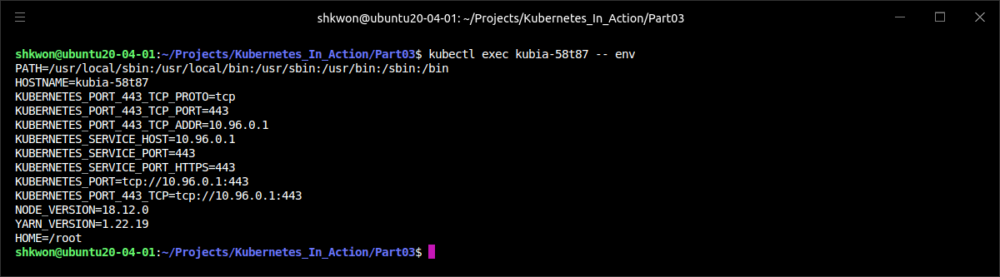 shkwon@ubuntu20-04-01: ~/Projects/Kubernetes_In_Action/Part03
shkwon@ubuntu20-04-01:~/Projects/Kubernetes_In_Action/Part03$ kubectl exec kubia-58t87 -- env
PATH=/usr/local/sbin:/usr/local/bin:/usr/sbin:/usr/bin:/sbin:/bin
HOSTNAME=kubia-58t87
KUBERNETES_PORT_443_TCP_PROTO=tcp
KUBERNETES_PORT_443_TCP_PORT=443
KUBERNETES_PORT_443_TCP_ADDR=10.96.0.1
KUBERNETES_SERVICE_HOST=10.96.0.1
KUBERNETES_SERVICE_PORT=443
KUBERNETES_SERVICE_PORT_HTTPS=443
KUBERNETES_PORT=tcp://10.96.0.1:443
KUBERNETES_PORT_443_TCP=tcp://10.96.0.1:443
NODE_VERSION=18.12.0
YARN_VERSION=1.22.19
HOME=/root
shkwon@ubuntu20-04-01:~/Projects/Kubernetes_In_Action/Part03$